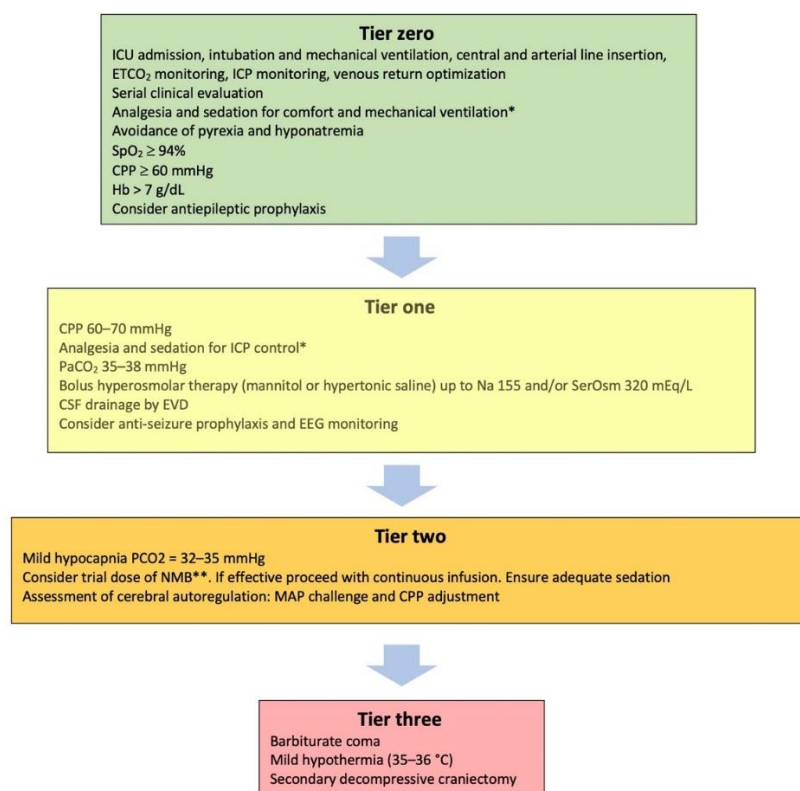 Tier zero
ICU admission, intubation and mechanical ventilation, central and arterial line insertion,
ETCO₂ monitoring, ICP monitoring, venous return optimization
Serial clinical evaluation
Analgesia and sedation for comfort and mechanical ventilation*
Avoidance of pyrexia and hyponatremia
SpO₂ ≥ 94%
CPP ≥ 60 mmHg
Hb > 7 g/dL
Consider antiepileptic prophylaxis
Tier one
CPP 60–70 mmHg
Analgesia and sedation for ICP control*
PaCO₂ 35–38 mmHg
Bolus hyperosmolar therapy (mannitol or hypertonic saline) up to Na 155 and/or SerOsm 320 mEq/L
CSF drainage by EVD
Consider anti-seizure prophylaxis and EEG monitoring
Tier two
Mild hypocapnia PCO2 = 32–35 mmHg
Consider trial dose of NMB**. If effective proceed with continuous infusion. Ensure adequate sedation
Assessment of cerebral autoregulation: MAP challenge and CPP adjustment
Tier three
Barbiturate coma
Mild hypothermia (35–36 °C)
Secondary decompressive craniectomy